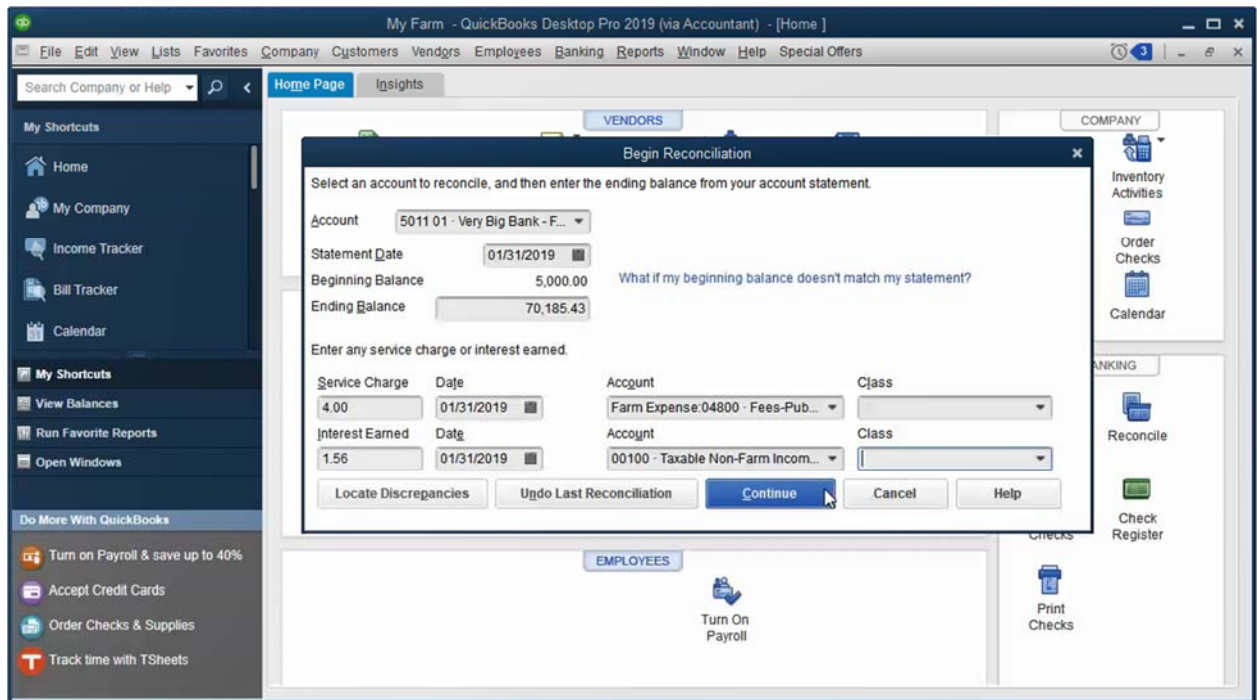 My Farm - QuickBooks Desktop Pro 2019 (via Accountant) - [Home ]
File Edit View Lists Favorites Company Customers Vendors Employees Banking Reports Window Help Special Offers 3
Search Company or Help
Home Page Insights
My Shortcuts
Home
My Company
Income Tracker
Bill Tracker
Calendar
My Shortcuts
View Balances
Run Favorite Reports
Open Windows
Do More With QuickBooks
Turn on Payroll & save up to 40%
Accept Credit Cards
Order Checks & Supplies
Track time with TSheets
VENDORS
Begin Reconciliation
Select an account to reconcile, and then enter the ending balance from your account statement.
Account 5011 01 · Very Big Bank - F...
Statement Date 01/31/2019
Beginning Balance 5,000.00 What if my beginning balance doesn't match my statement?
Ending Balance 70,185.43
Enter any service charge or interest earned.
Service Charge Date Account Class
4.00 01/31/2019 Farm Expense:04800 · Fees-Pub...
Interest Earned Date Account Class
1.56 01/31/2019 00100 · Taxable Non-Farm Incom...
Locate Discrepancies Undo Last Reconciliation Continue Cancel Help
EMPLOYEES
Turn On
Payroll
COMPANY
Inventory
Activities
Order
Checks
Calendar
ANKING
Reconcile
Check
Register
Checks
Print
Checks